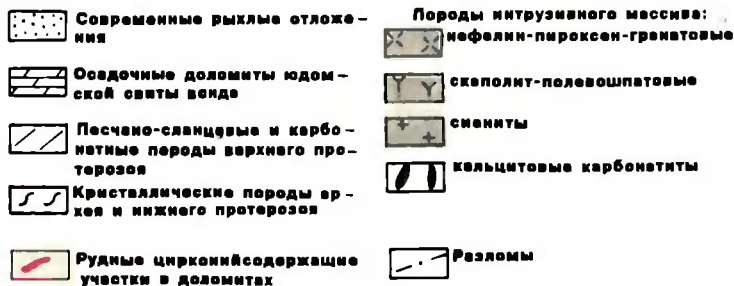 Современные рыхлые отложе-
ния
Осадочные доломиты юдом-
ской свиты венда
Песчано-сланцевые и карбо-
натные породы верхнего про-
терозоя
Кристаллические породы ар-
хея и нижнего протерозоя
Рудные цирконийсодержащие
участки в доломитах
Породы интрузивного массива:
нефелин-пироксен-гранатовые
скаполит-полевошпатовые
сиениты
кальцитовые карбонатиты
Разломы